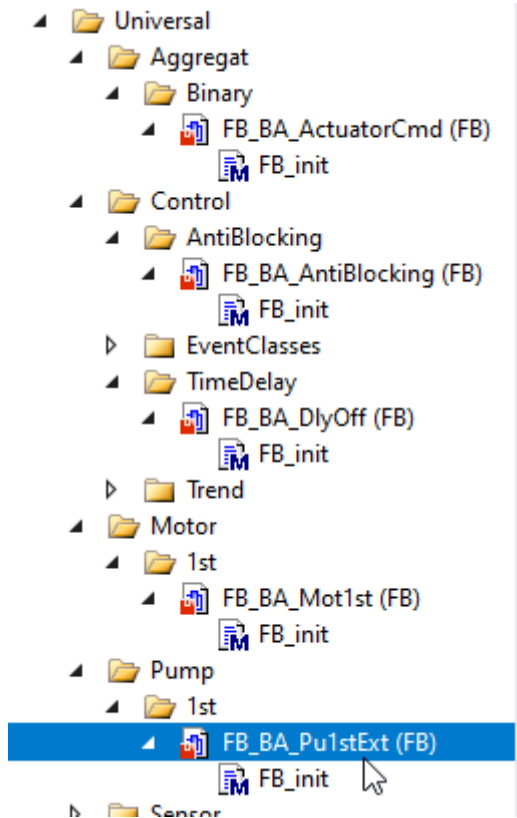 Universal
Aggregat
Binary
FB_BA_ActuatorCmd (FB)
FB_init
Control
AntiBlocking
FB_BA_AntiBlocking (FB)
FB_init
EventClasses
TimeDelay
FB_BA_DlyOff (FB)
FB_init
Trend
Motor
1st
FB_BA_Mot1st (FB)
FB_init
Pump
1st
FB_BA_Pu1stExt (FB)
FB_init
Sensor